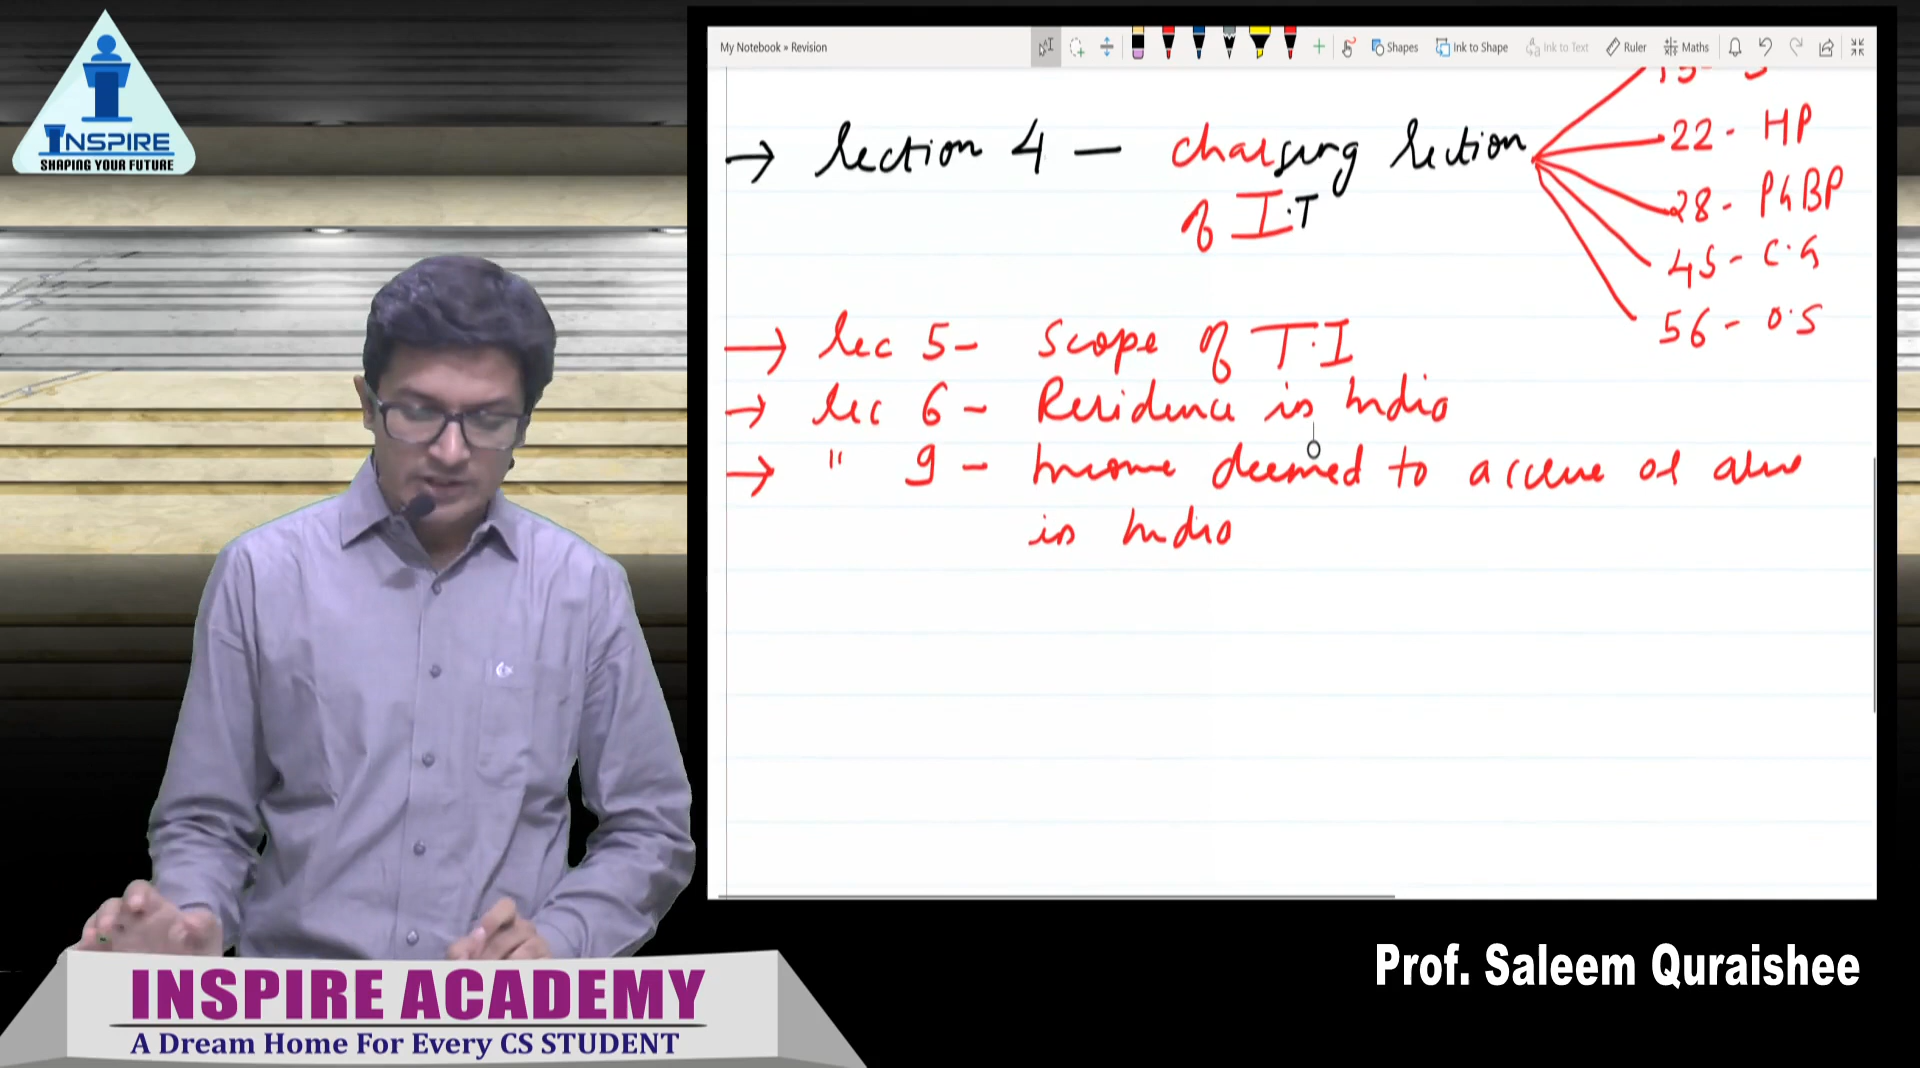 INSPIRE
SHAPING YOUR FUTURE
My Notebook » Revision
Shapes
Ink to Shape
Ink to Text
Ruler
Maths
15 - S
→ Section 4 — charging Section
of I.T
22 - HP
28 - P&BP
45 - C.G
56 - O.S
→ Sec 5 - Scope of T.I
→ Sec 6 - Residence in India
→ " 9 - Income deemed to accrue or arise
in India
Prof. Saleem Quraishee
INSPIRE ACADEMY
A Dream Home For Every CS STUDENT